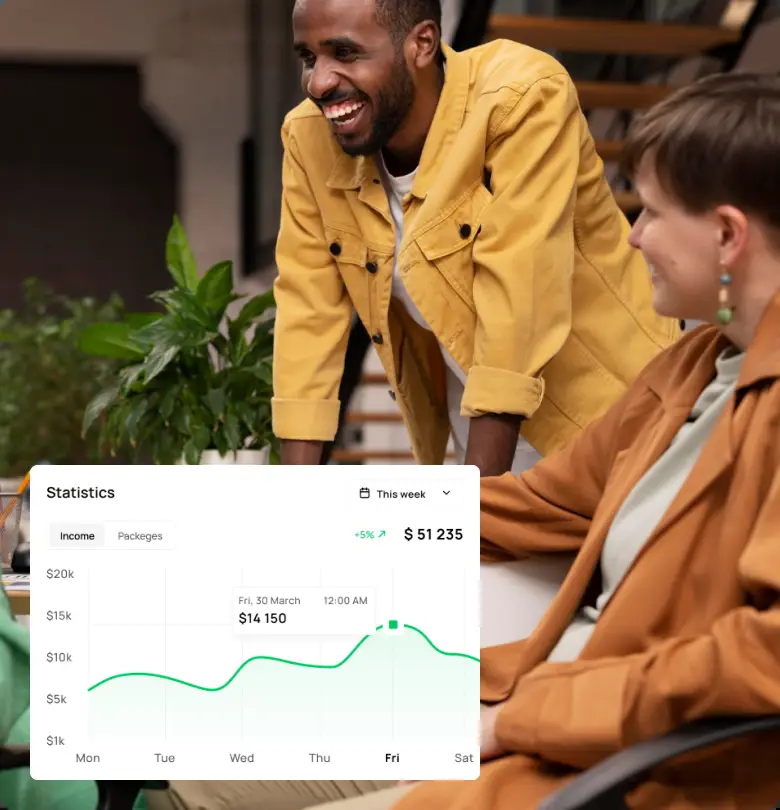 Statistics
This week
Income Packeges
+5% $ 51 235
$20k
$15k
Fri, 30 March 12:00 AM
$14 150
$10k
$5k
$1k
Mon Tue Wed Thu Fri Sat